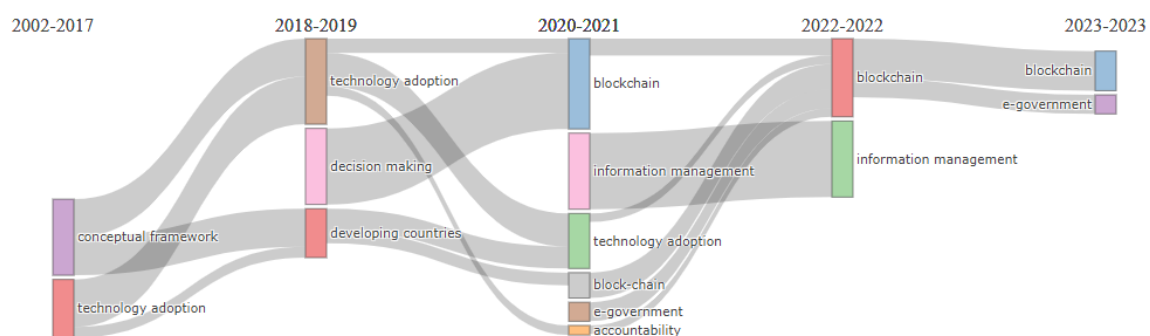 2002-2017
2018-2019
2020-2021
2022-2022
2023-2023
conceptual framework
technology adoption
technology adoption
decision making
developing countries
blockchain
information management
technology adoption
block-chain
e-government
accountability
blockchain
information management
blockchain
e-government